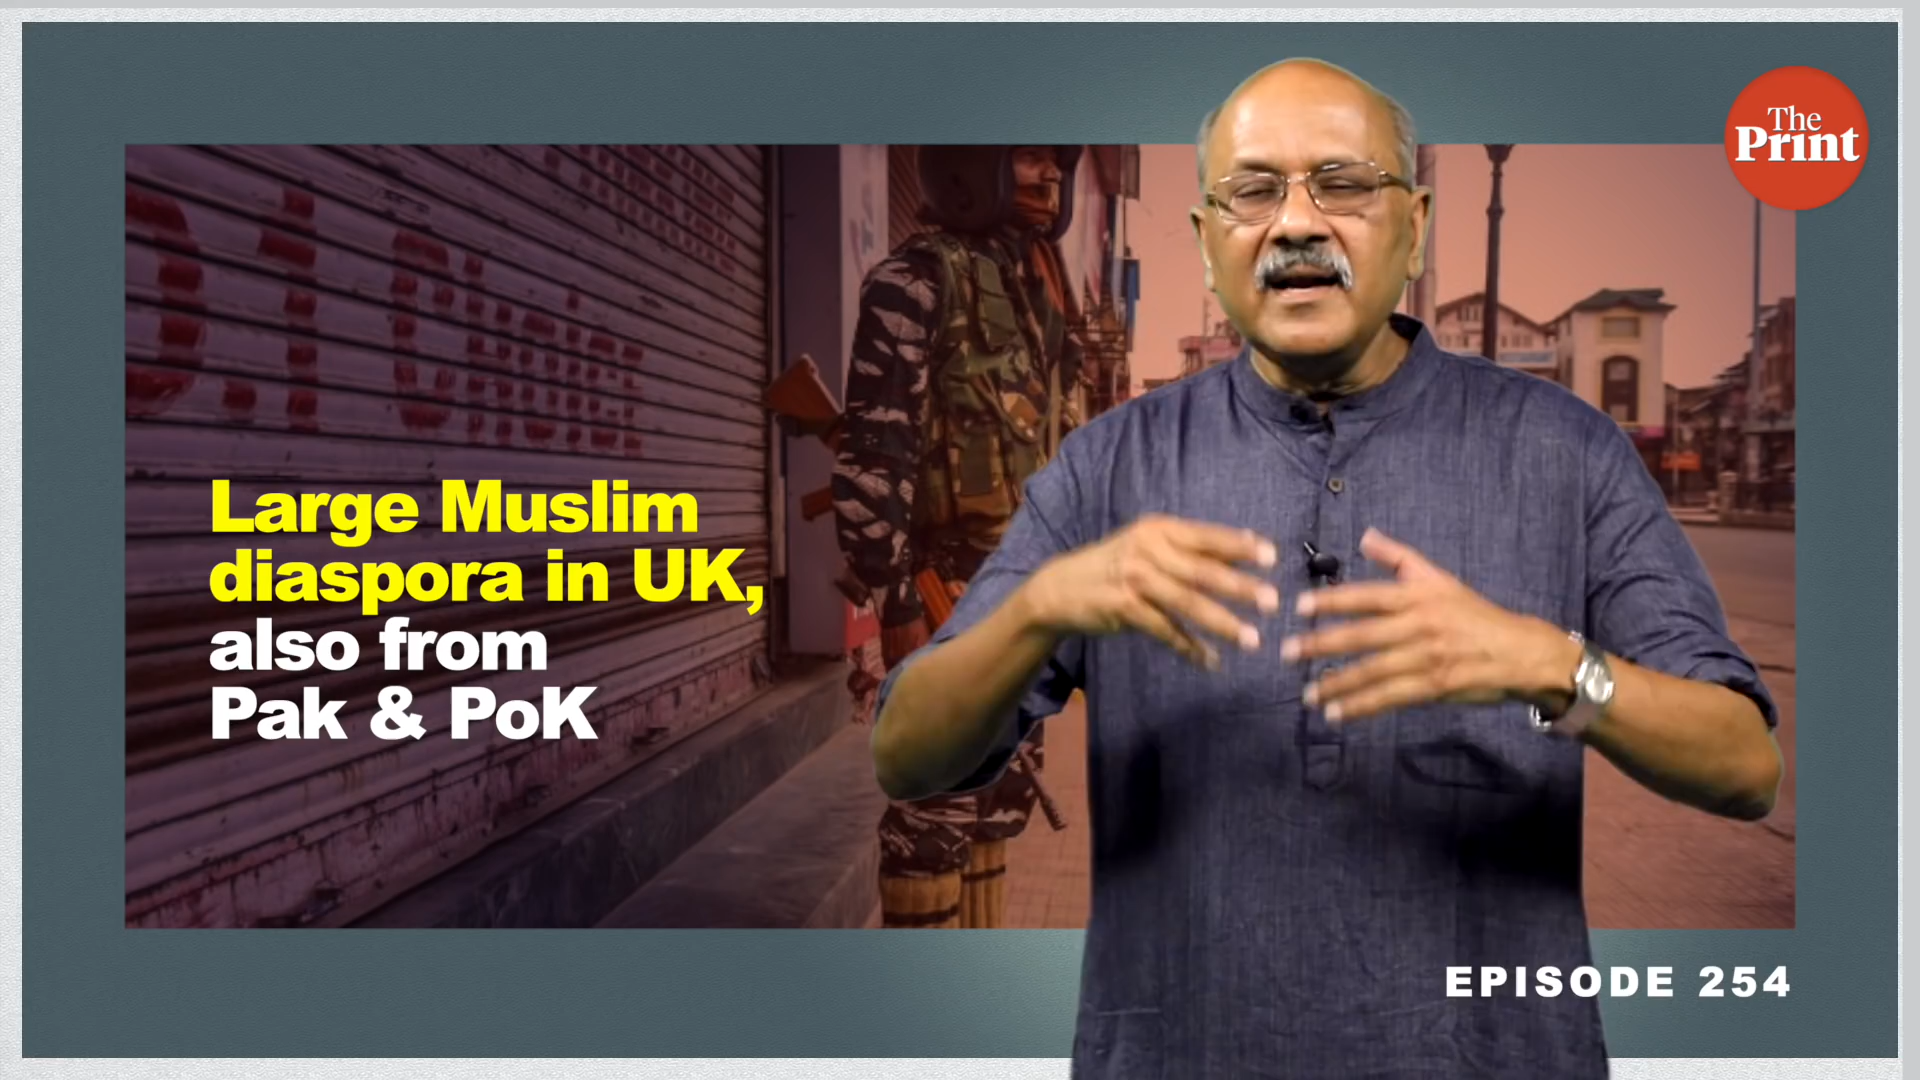 The
Print
Large Muslim
diaspora in UK,
also from
Pak & PoK
EPISODE 254